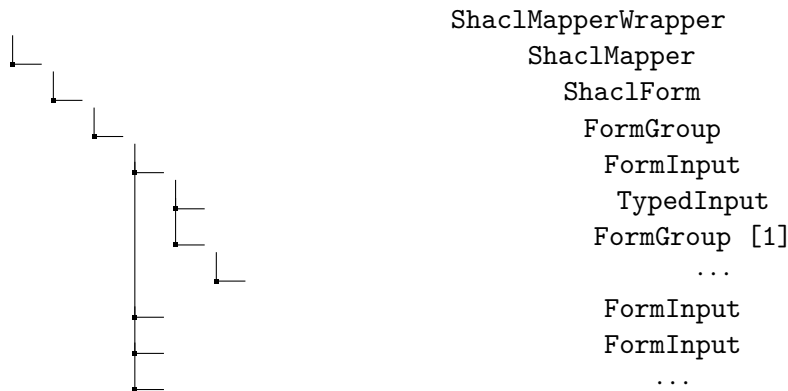 ShaclMapperWrapper
ShaclMapper
ShaclForm
FormGroup
FormInput
TypedInput
FormGroup [1]
...
FormInput
FormInput
...